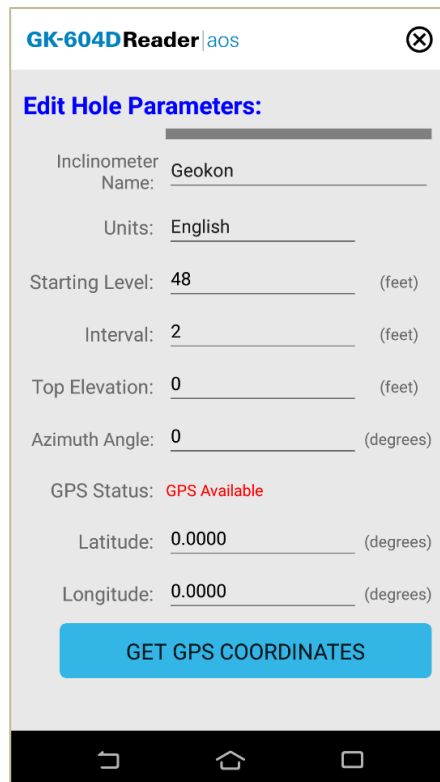 GK-604DReader|aos
Edit Hole Parameters:
Inclinometer
Name:
Geokon
Units: English
Starting Level: 48 (feet)
Interval: 2 (feet)
Top Elevation: 0 (feet)
Azimuth Angle: 0 (degrees)
GPS Status: GPS Available
Latitude: 0.0000 (degrees)
Longitude: 0.0000 (degrees)
GET GPS COORDINATES